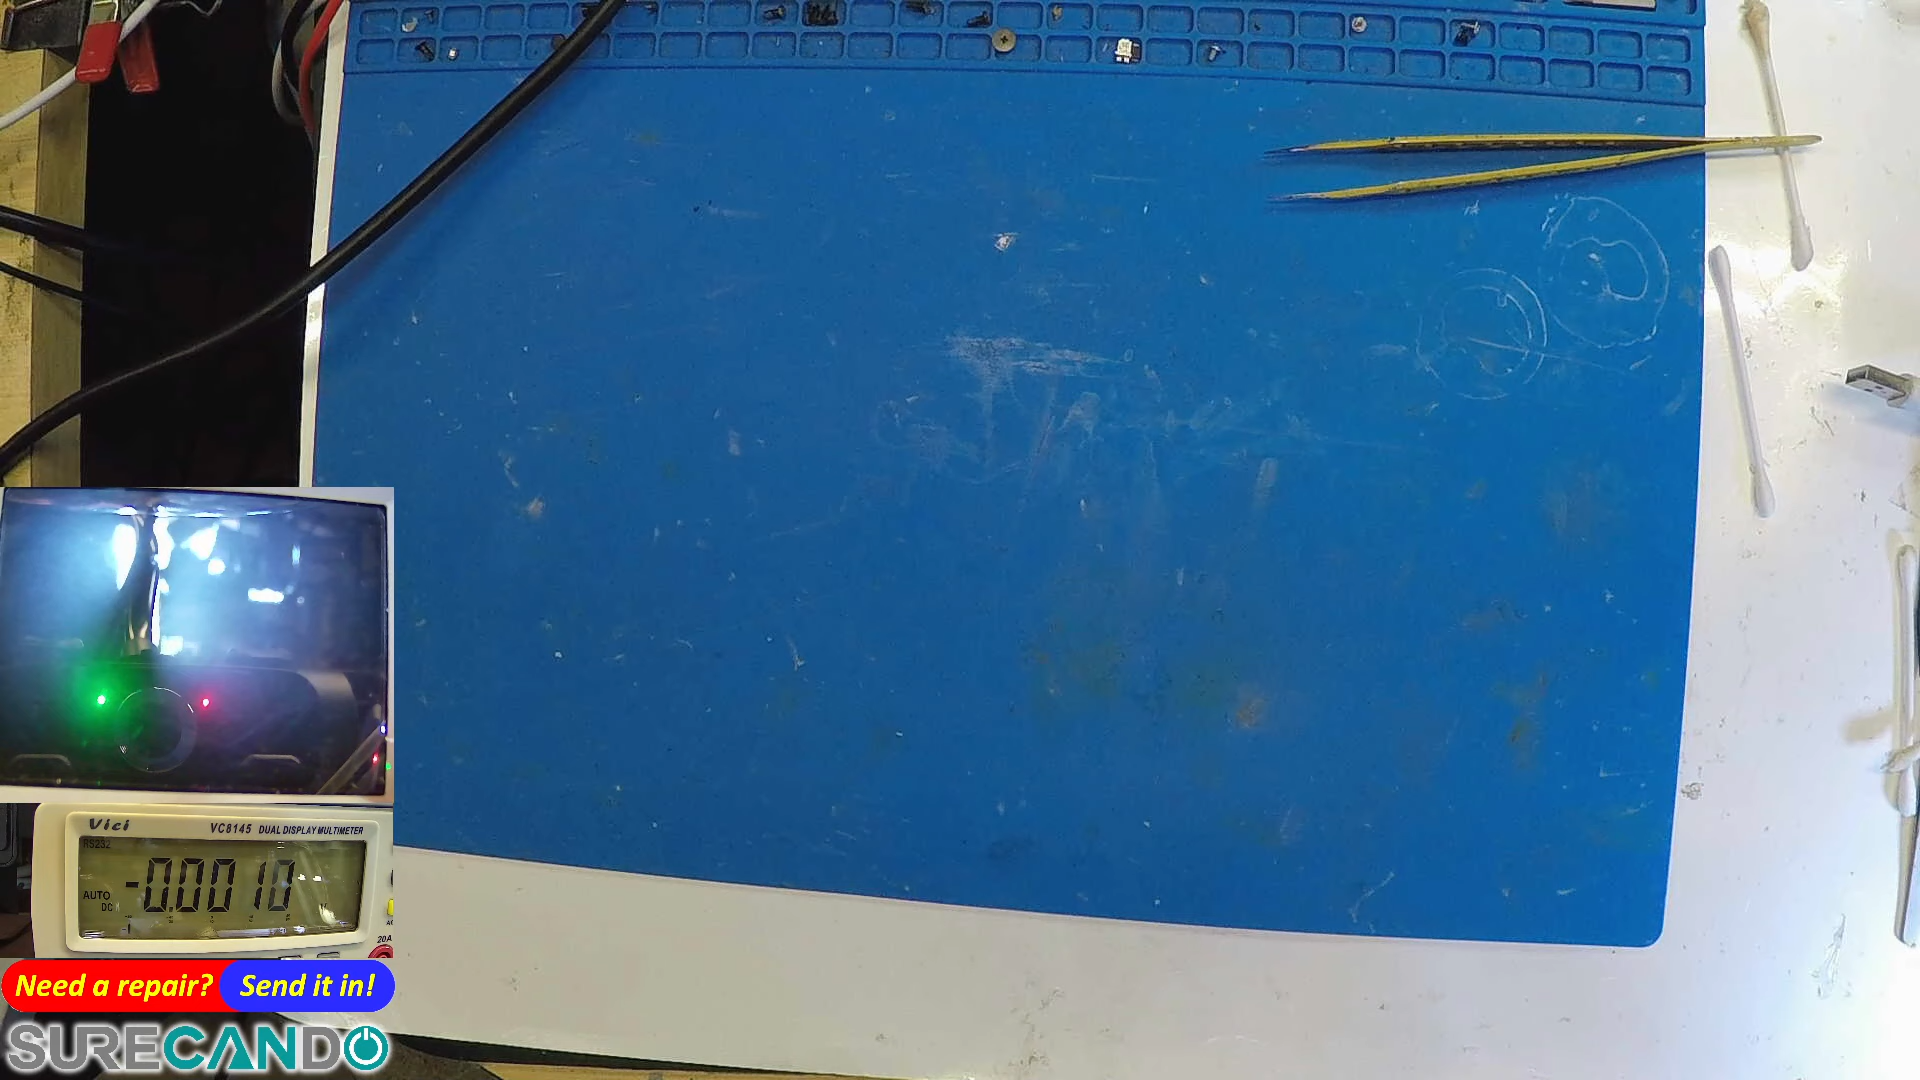 Vici
VC8145 DUAL DISPLAY MULTIMETER
RS232
-0.0010
AUTO
DC
20A
Need a repair? Send it in!
SURECANDO